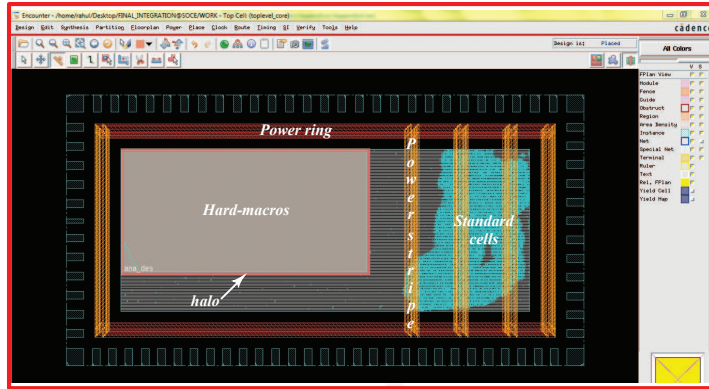 Encounter - /home/rahul/Desktop/FINAL_INTEGRATION@SOCE/WORK - Top Cell (toplevel_core)
Design Edit Synthesis Partition Floorplan Power Place Clock Route Timing SI Verify Tools Help
cādence
Design is: Placed
All Colors
V S
FPlan View
Module
Fence
Guide
Obstruct
Region
Area Density
Instance
Net
Special Net
Terminal
Ruler
Text
Rel. FPlan
Yield Cell
Yield Map
Power ring
Power stripe
Hard-macros
Standard
cells
ana_des
halo